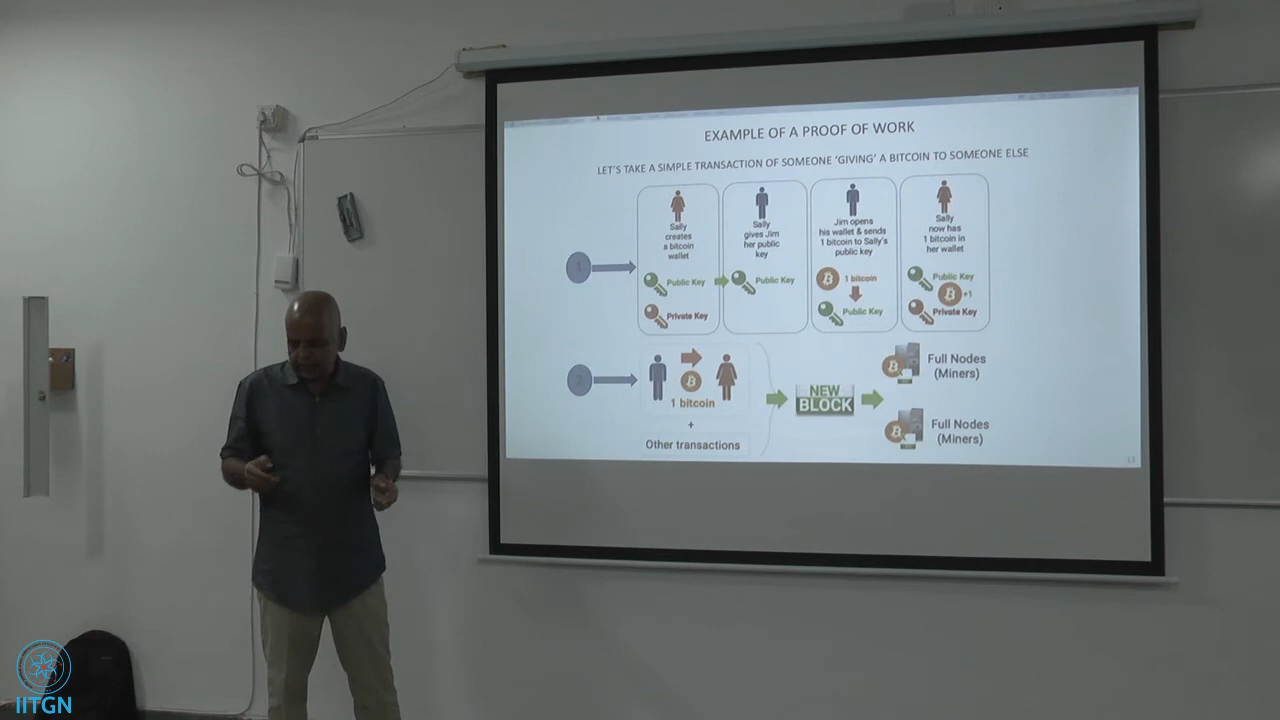 EXAMPLE OF A PROOF OF WORK
LET'S TAKE A SIMPLE TRANSACTION OF SOMEONE 'GIVING' A BITCOIN TO SOMEONE ELSE
1
Sally
creates
a bitcoin
wallet
Public Key
Private Key
Sally
gives Jim
her public
key
Public Key
Jim opens
his wallet & sends
1 bitcoin to Sally's
public key
1 bitcoin
Public Key
Sally
now has
1 bitcoin in
her wallet
Public Key
+1
Private Key
2
1 bitcoin
+
Other transactions
NEW
BLOCK
Full Nodes
(Miners)
Full Nodes
(Miners)
IITGN